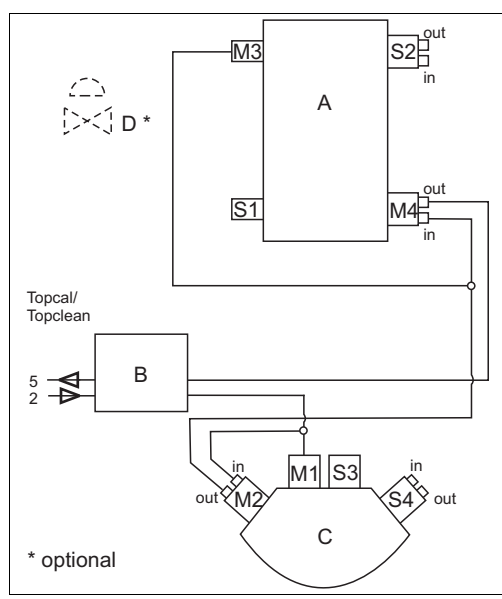 out
M3
S2
in
A
D *
out
S1
M4
in
Topcal/
Topclean
B
5
2
in
M1
S3
in
out
M2
S4
out
C
* optional